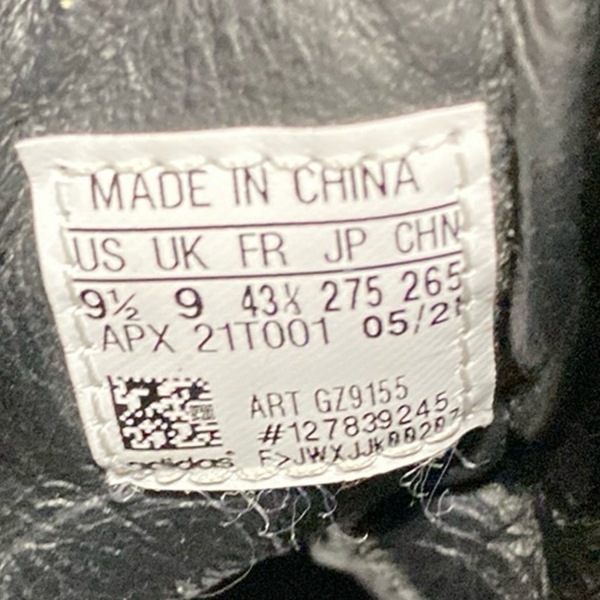 MADE IN CHINA
US UK FR JP CHN
9½ 9 43⅓ 275 265
APX 21T001 05/21
ART GZ9155
#127839245
adidas